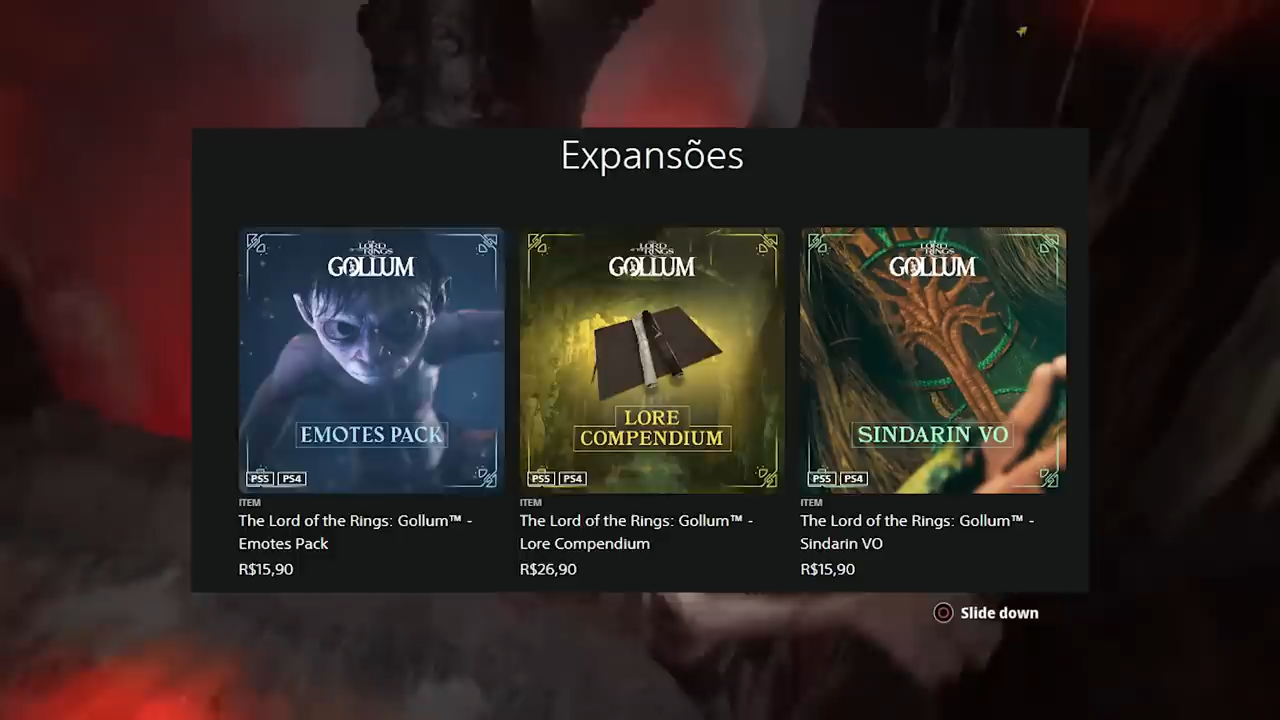 Expansões
THE LORD OF THE RINGS
GOLLUM
EMOTES PACK
PS5 PS4
ITEM
The Lord of the Rings: Gollum™ -
Emotes Pack
R$15,90
THE LORD OF THE RINGS
GOLLUM
LORE
COMPENDIUM
PS5 PS4
ITEM
The Lord of the Rings: Gollum™ -
Lore Compendium
R$26,90
THE LORD OF THE RINGS
GOLLUM
SINDARIN VO
PS5 PS4
ITEM
The Lord of the Rings: Gollum™ -
Sindarin VO
R$15,90
Slide down